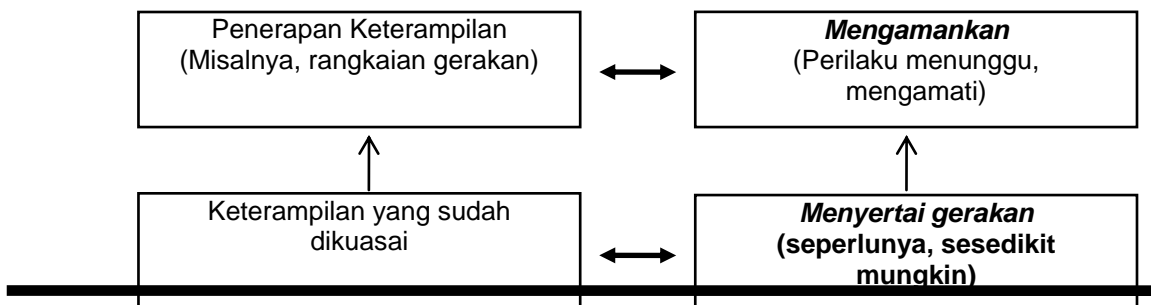 Penerapan Keterampilan
(Misalnya, rangkaian gerakan)
Mengamankan
(Perilaku menunggu,
mengamati)
Keterampilan yang sudah
dikuasai
Menyertai gerakan
(seperlunya, sesedikit
mungkin)